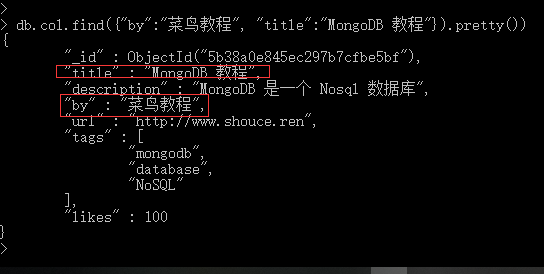 >
> db.col.find({"by":"菜鸟教程", "title":"MongoDB 教程"}).pretty())
{
"_id" : ObjectId("5b38a0e845ec297b7cfbe5bf"),
"title" : "MongoDB 教程",
"description" : "MongoDB 是一个 Nosql 数据库",
"by" : "菜鸟教程",
"url" : "http://www.shouce.ren",
"tags" : [
"mongodb",
"database",
"NoSQL"
],
"likes" : 100
}
>